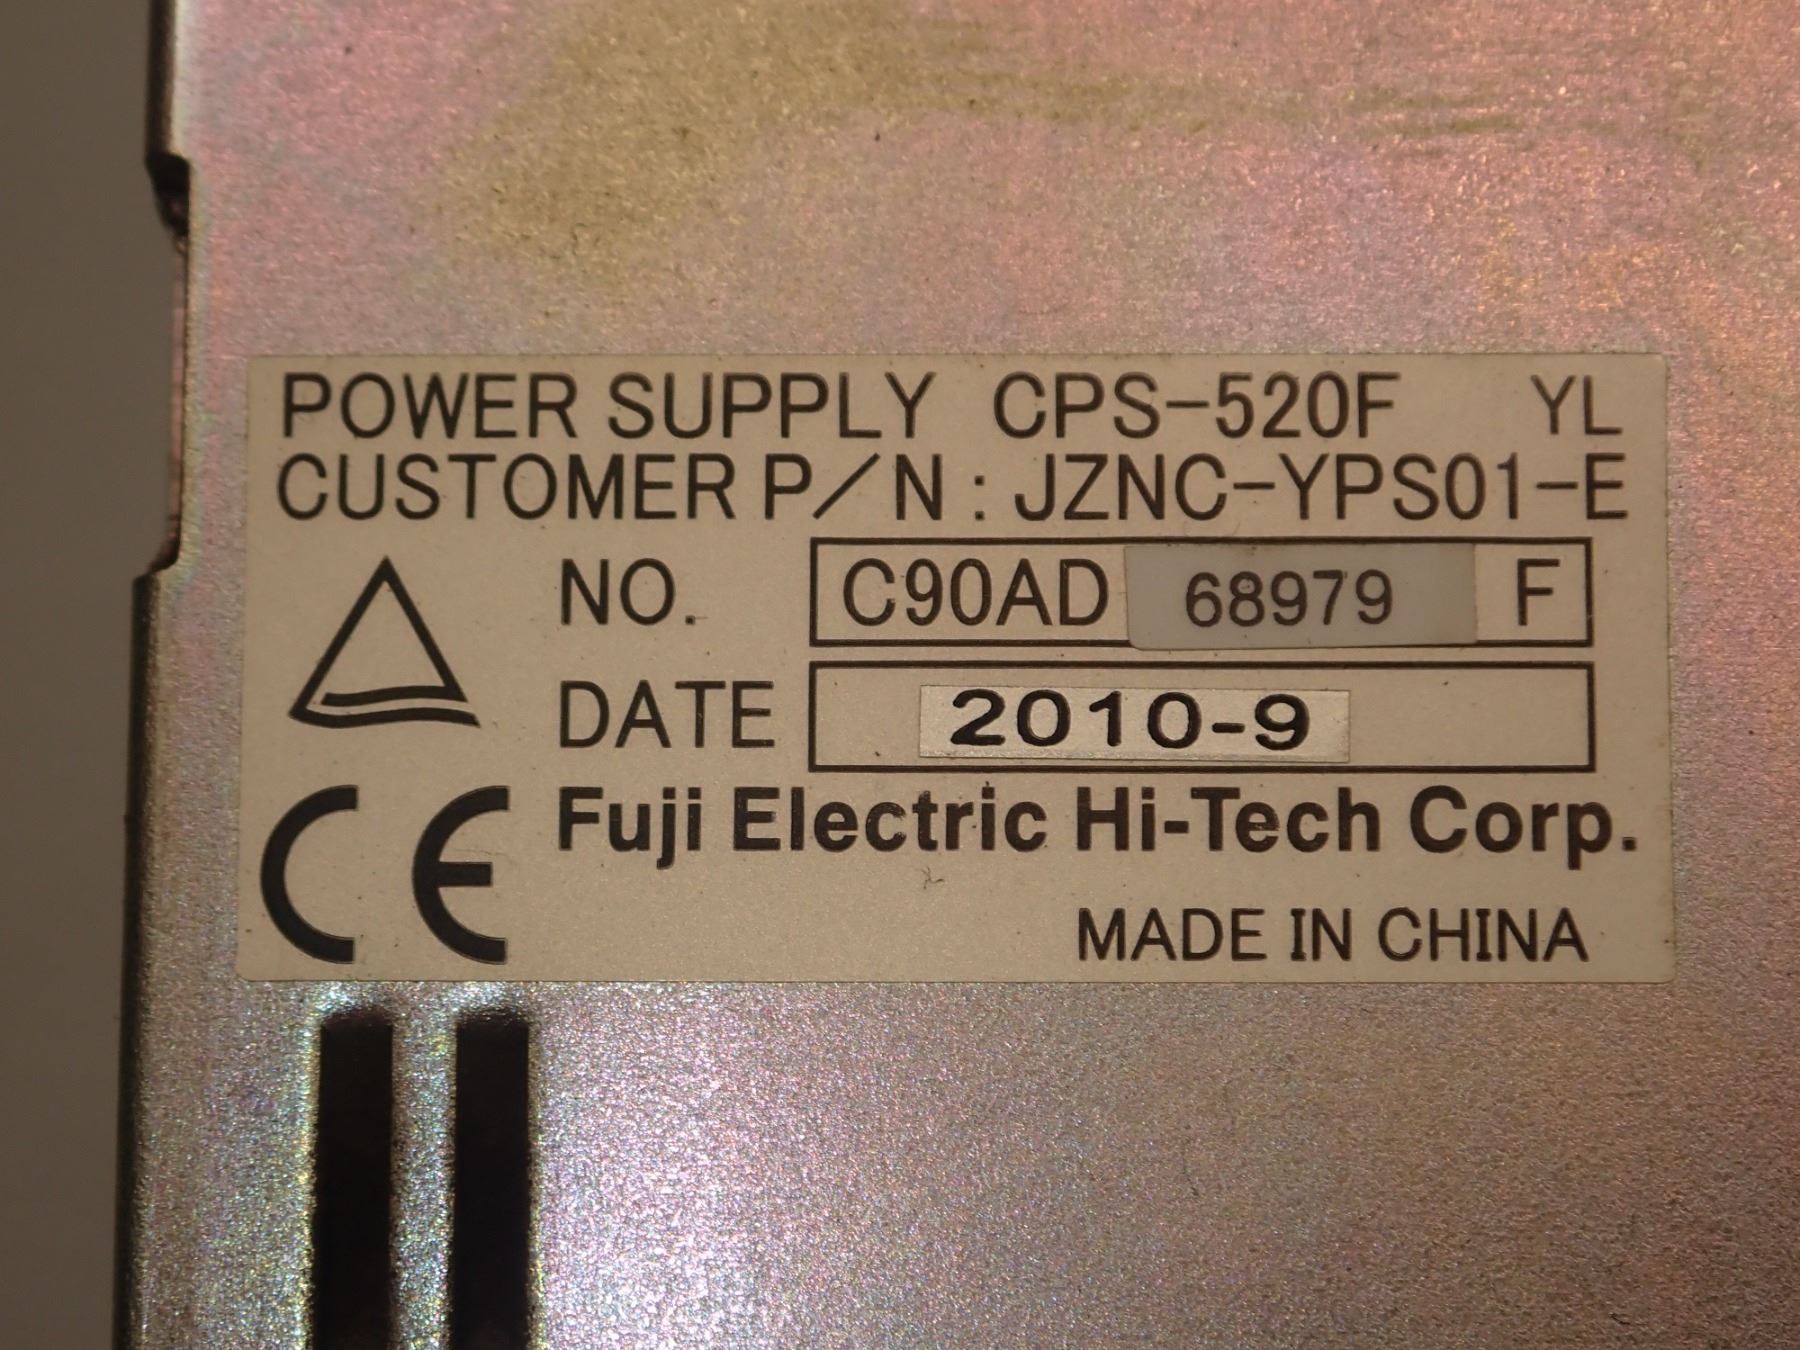 POWER SUPPLY CPS-520F YL
CUSTOMER P/N : JZNC-YPS01-E
NO. C90AD 68979 F
DATE 2010-9
CE Fuji Electric Hi-Tech Corp.
MADE IN CHINA